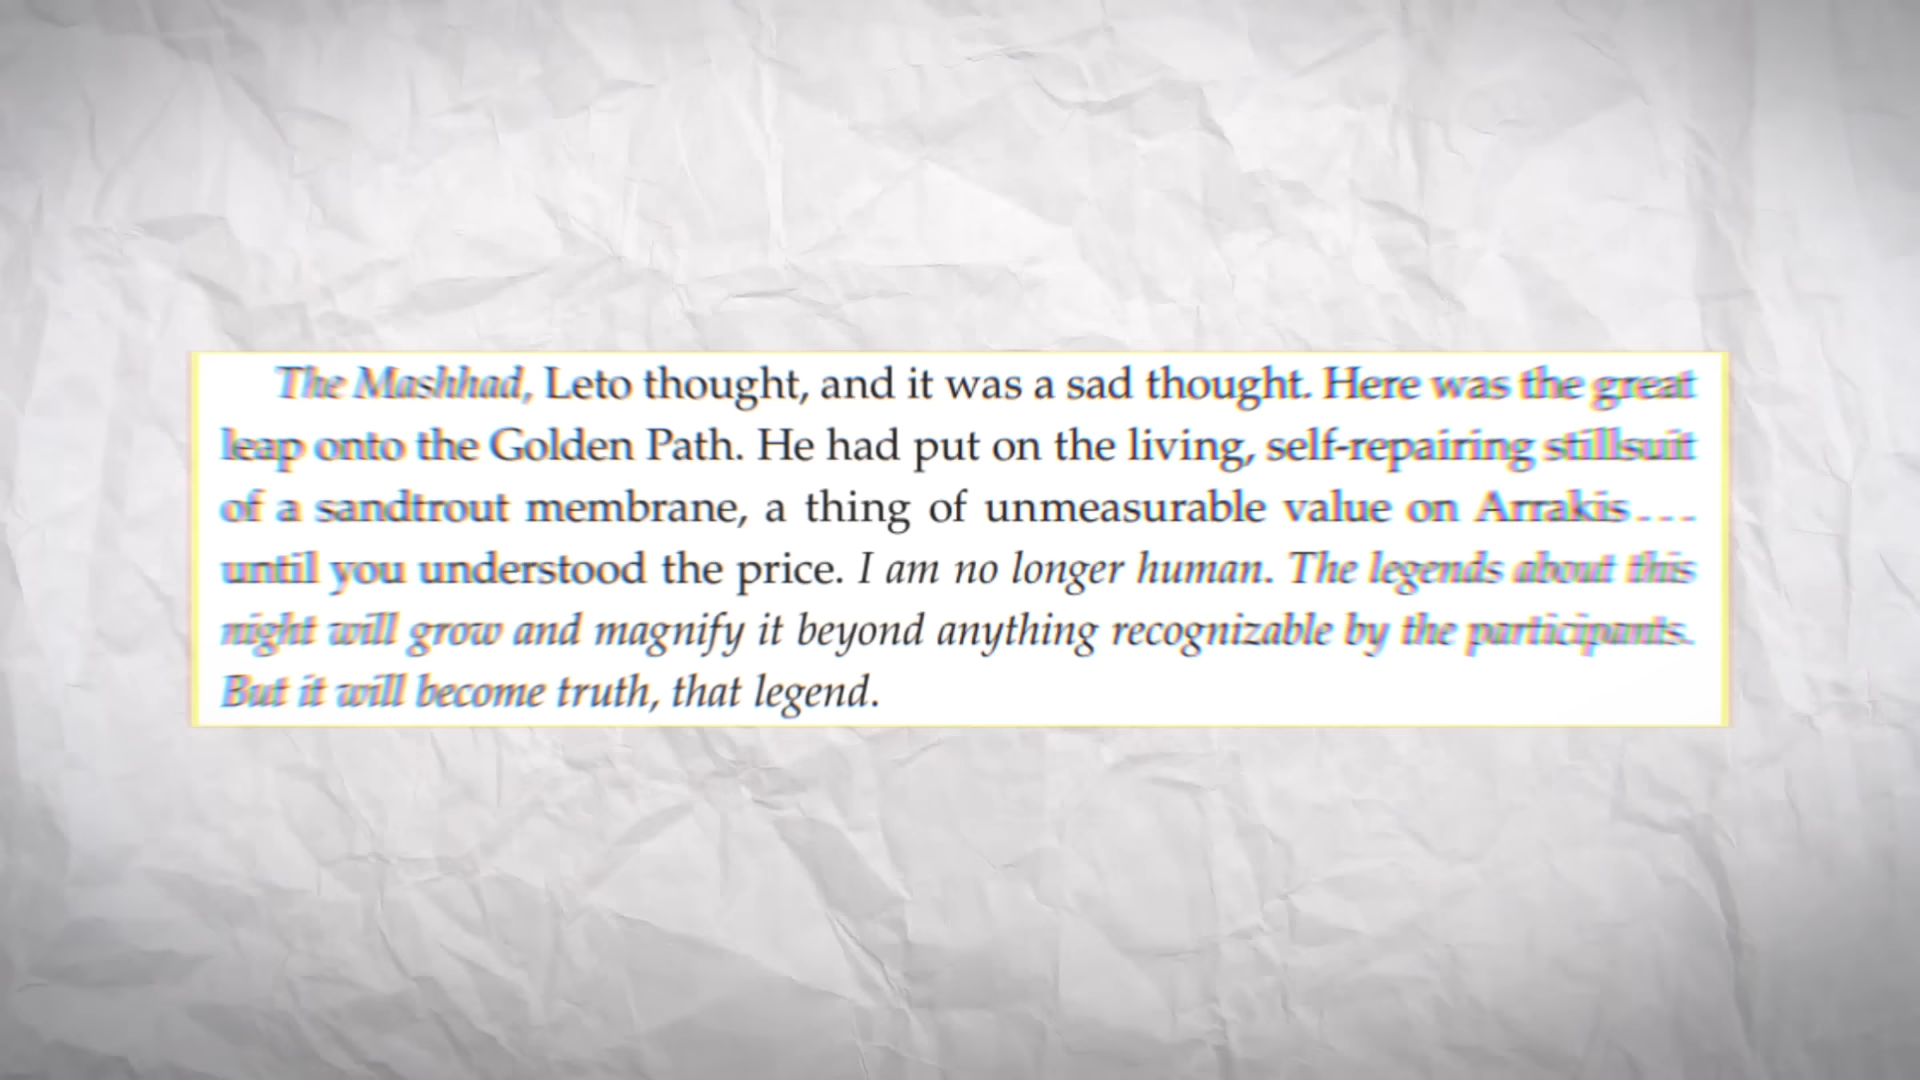 The Mashhad, Leto thought, and it was a sad thought. Here was the great
leap onto the Golden Path. He had put on the living, self-repairing stillsuit
of a sandtrout membrane, a thing of unmeasurable value on Arrakis...
until you understood the price. I am no longer human. The legends about this
night will grow and magnify it beyond anything recognizable by the participants.
But it will become truth, that legend.